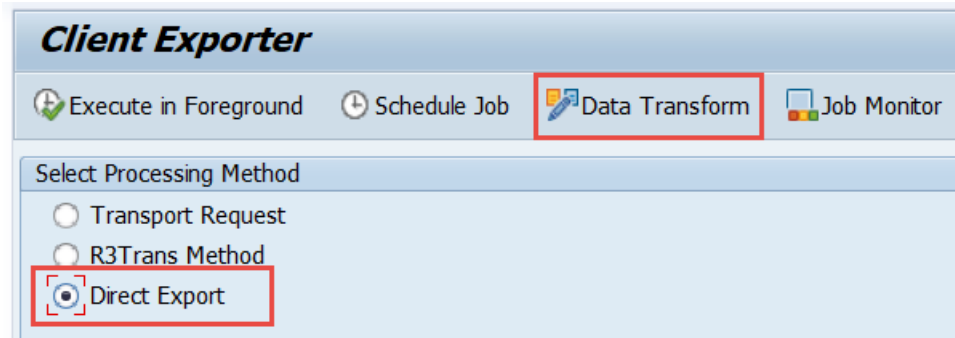 Client Exporter
Execute in Foreground Schedule Job Data Transform Job Monitor
Select Processing Method
Transport Request
R3Trans Method
Direct Export